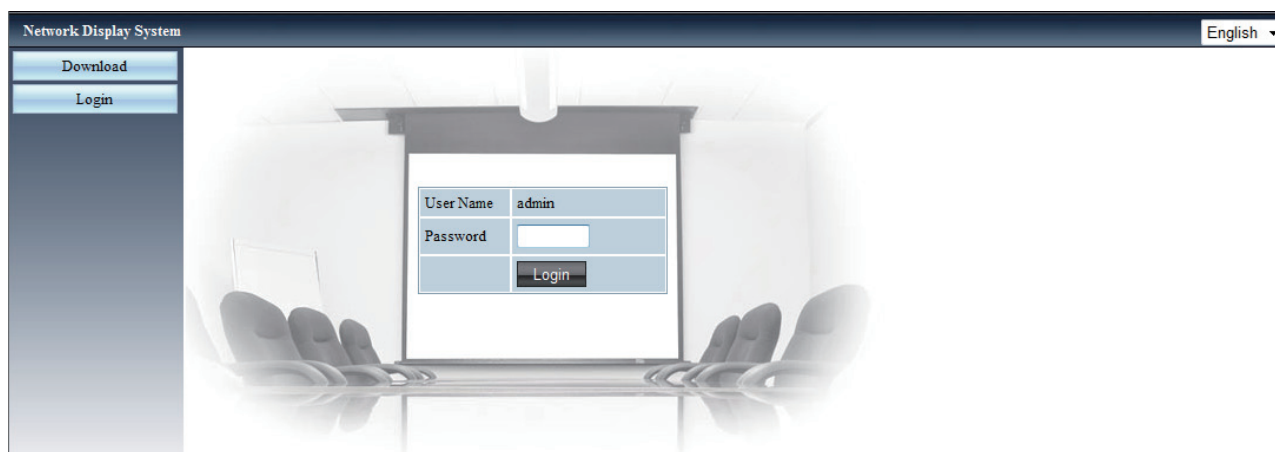 Network Display System
English
Download
Login
User Name admin
Password
Login